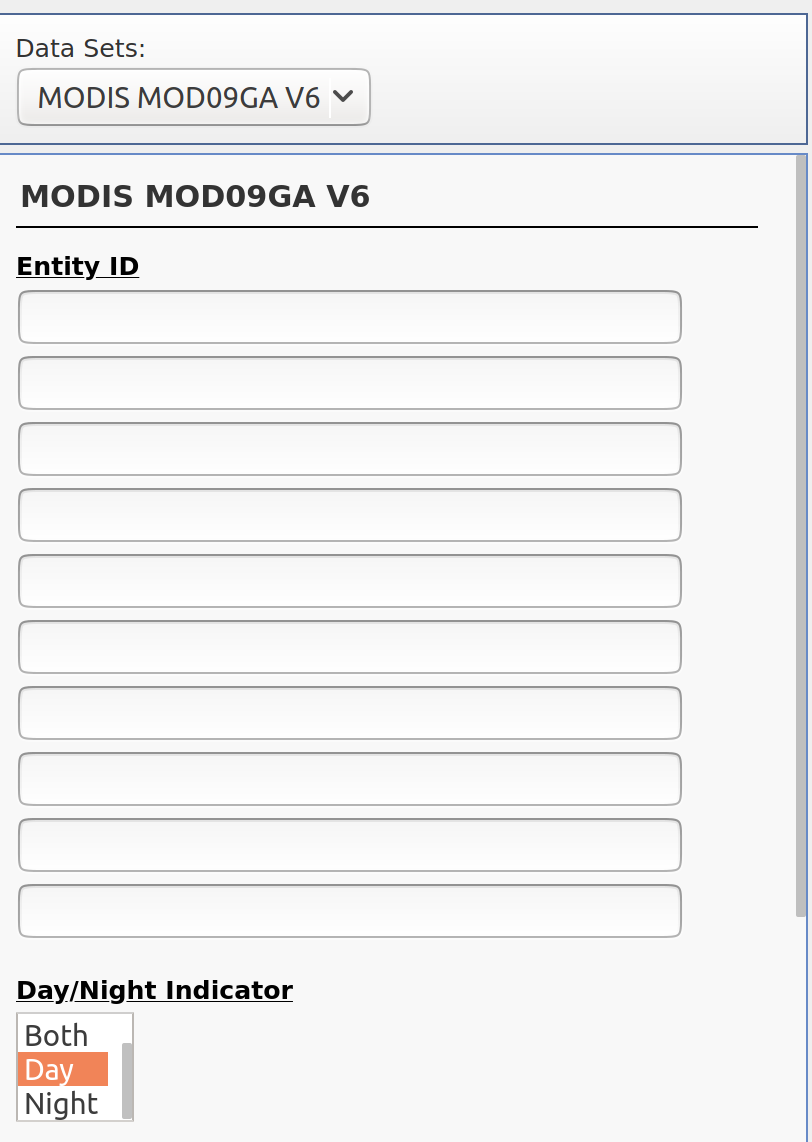 Data Sets:
MODIS MOD09GA V6
MODIS MOD09GA V6
Entity ID
Day/Night Indicator
Both
Day
Night